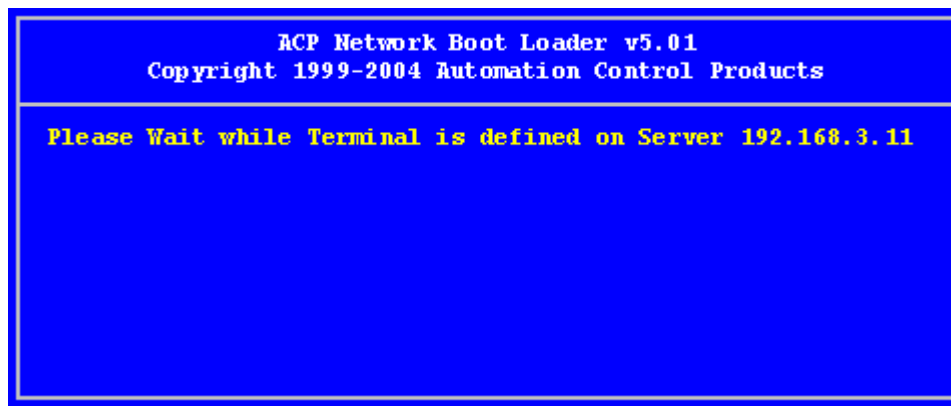 ACP Network Boot Loader v5.01
Copyright 1999-2004 Automation Control Products
Please Wait while Terminal is defined on Server 192.168.3.11